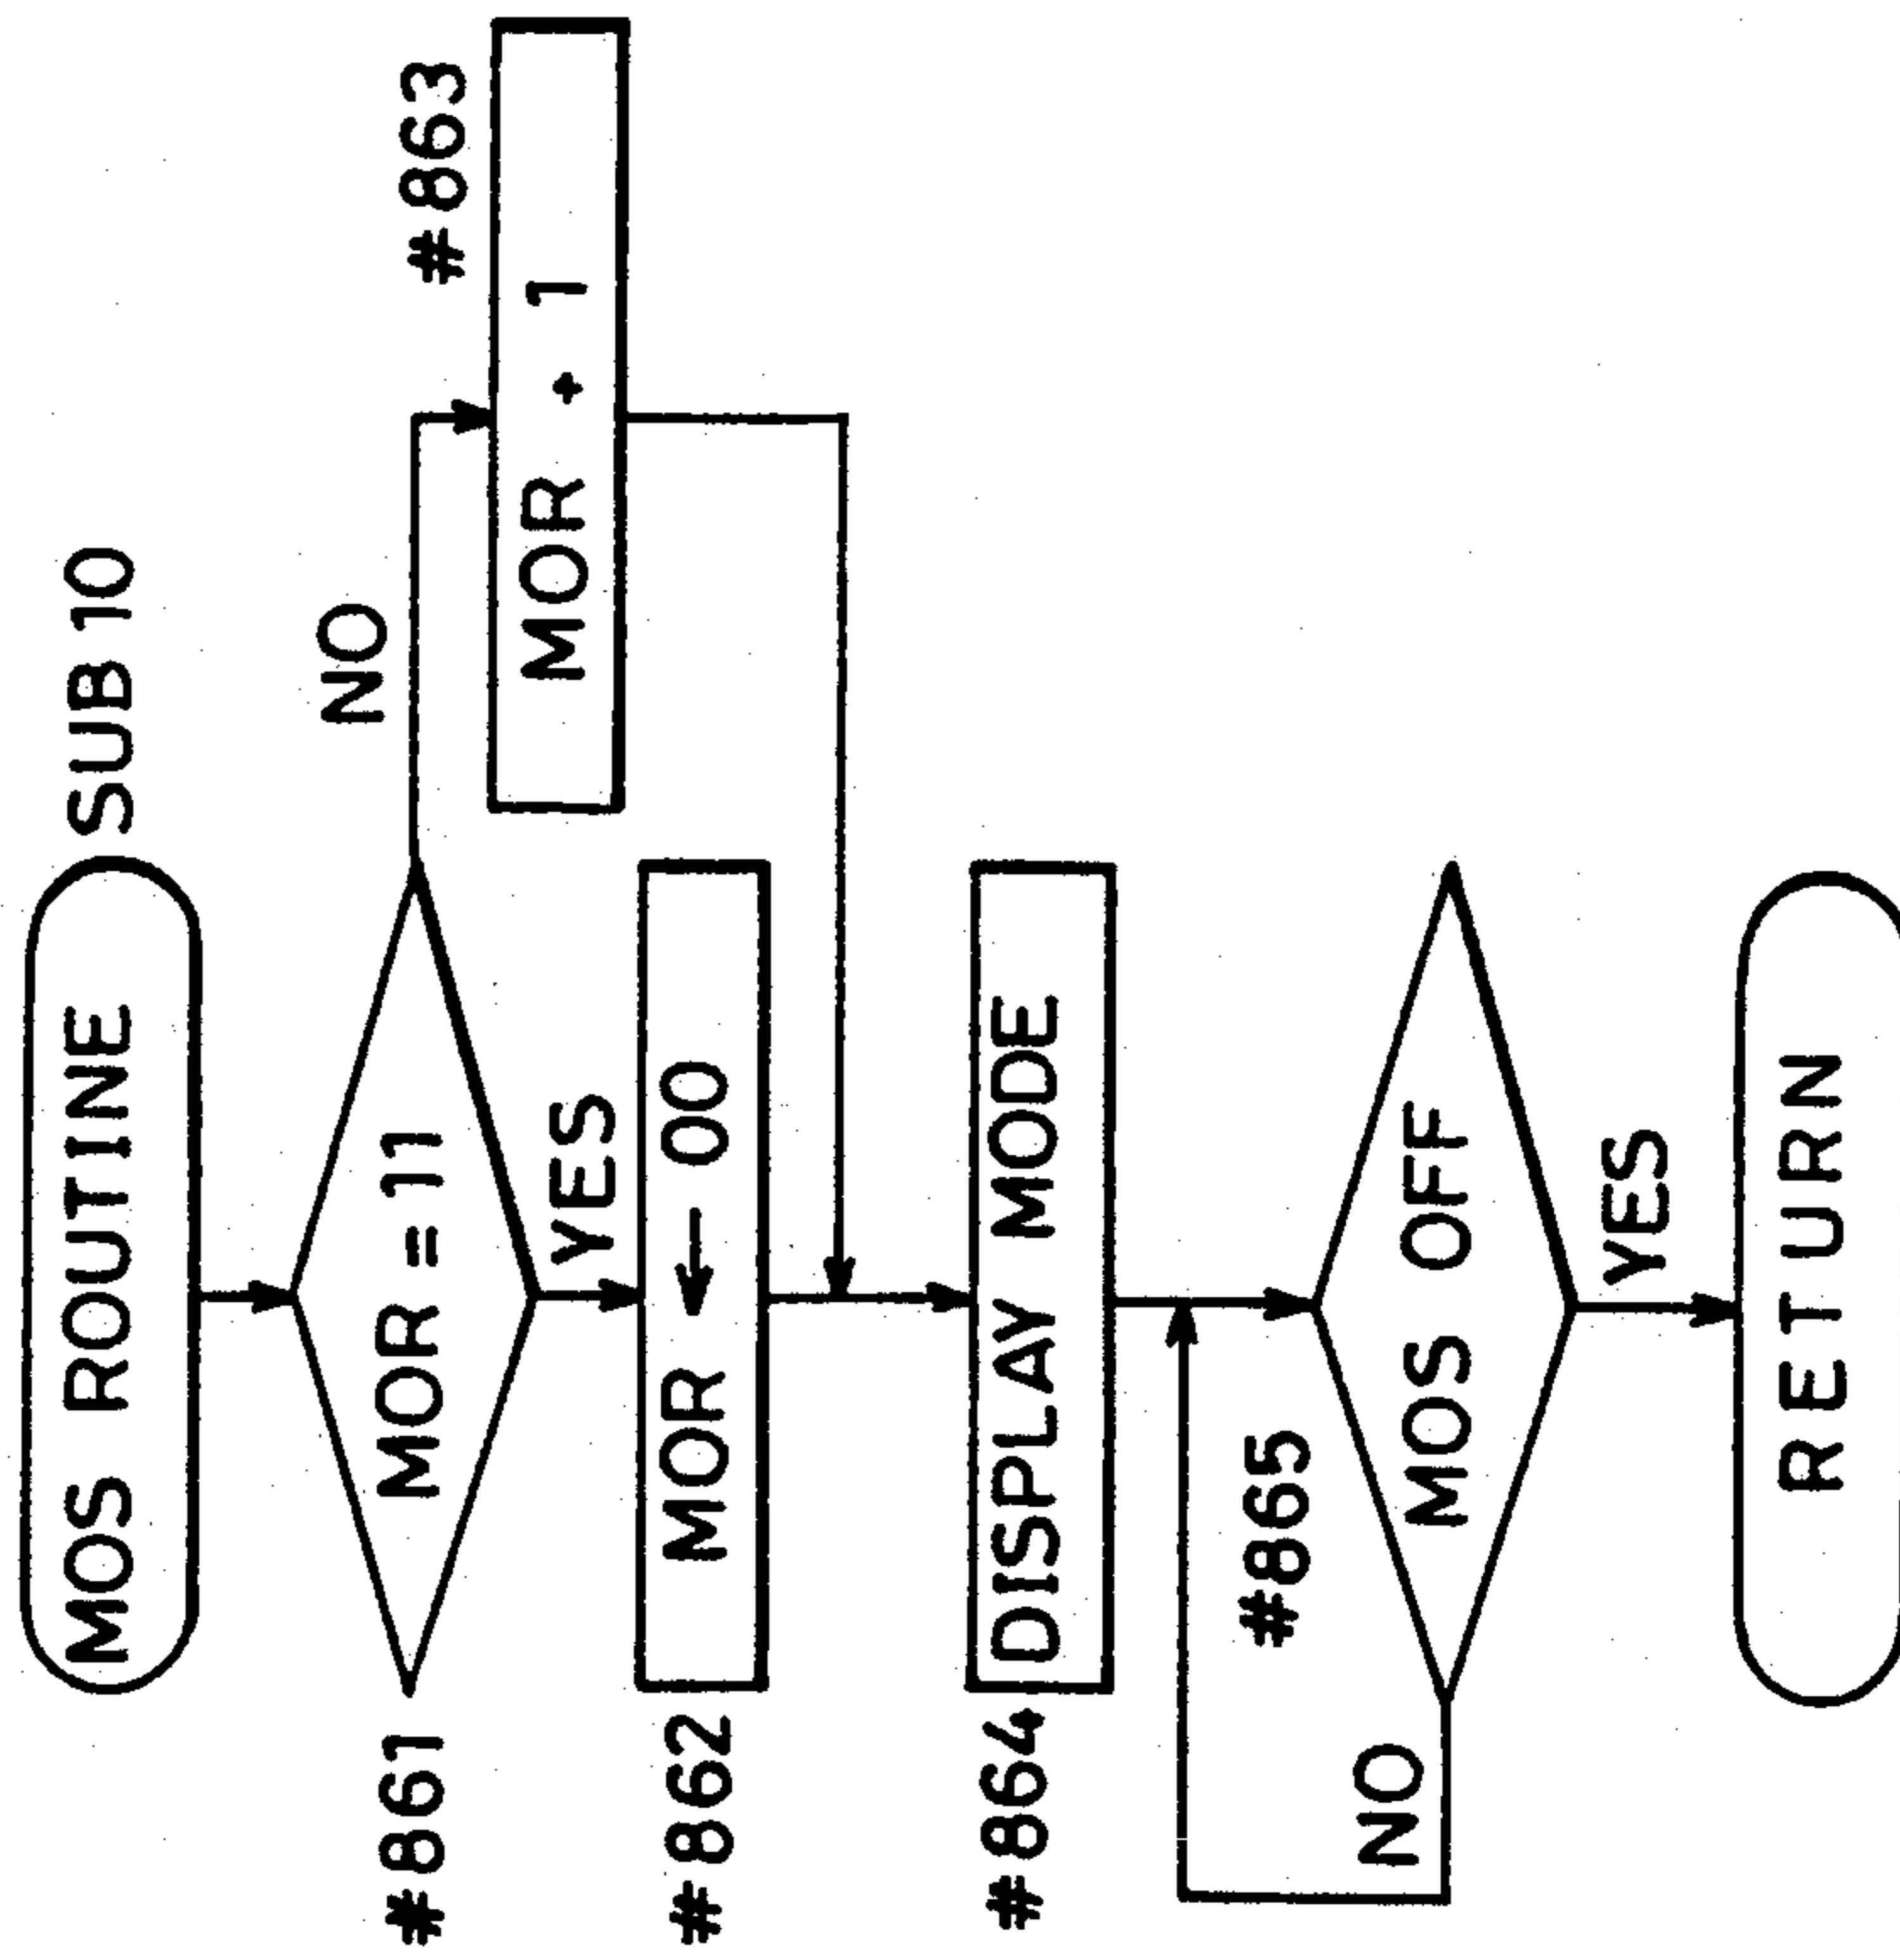 MOS ROUTINE
SUB 10
#861
MOR = 11
NO
YES
#863
MOR + 1
#862
MOR ← 00
#864
DISPLAY MODE
#865
NO
MOS OFF
YES
RETURN